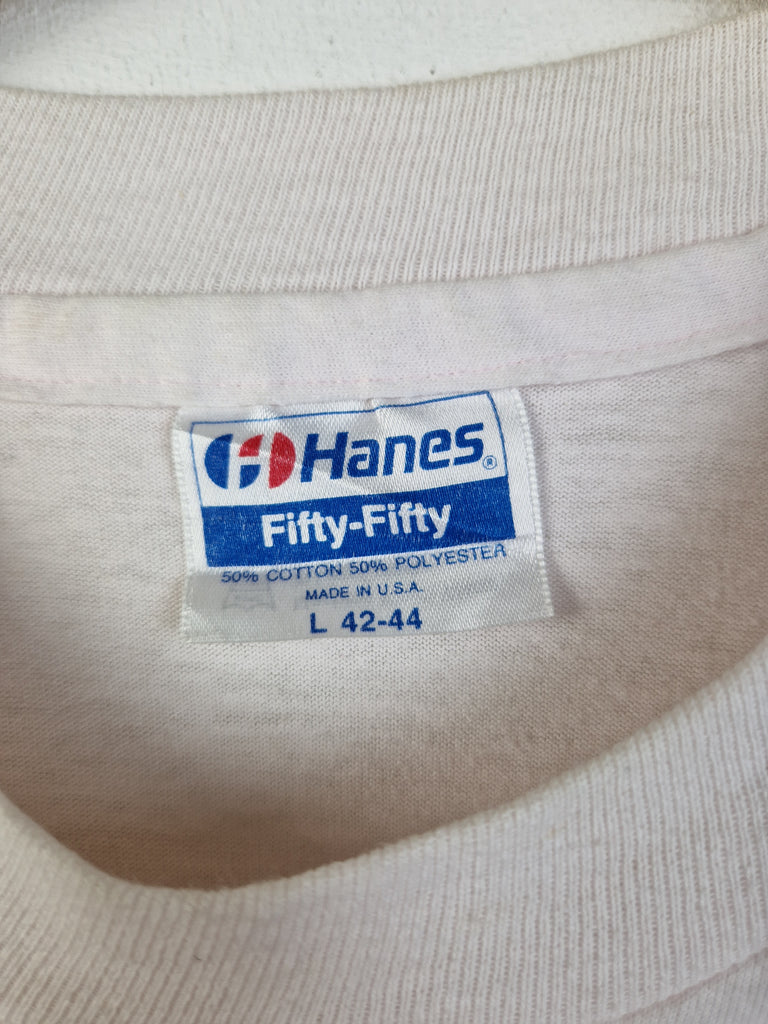 Hanes®
Fifty-Fifty
50% COTTON 50% POLYESTER
MADE IN U.S.A.
L 42-44